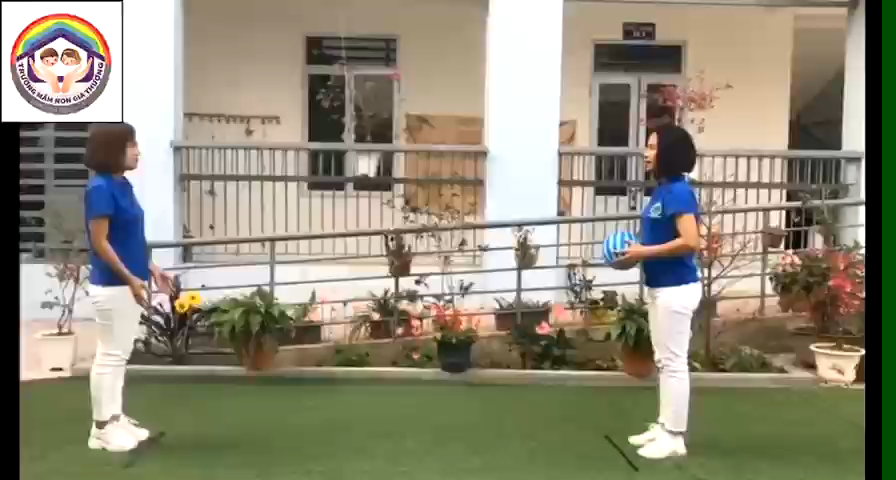 TRƯỜNG MẦM NON GIA THƯỢNG